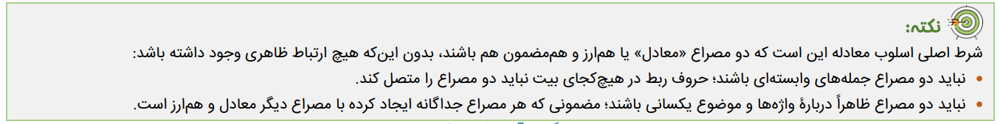 نکته:
شرط اصلی اسلوب معادله این است که دو مصراع «معادل» یا هم‌ارز و هم‌مضمون هم باشند، بدون این‌که هیچ ارتباط ظاهری وجود داشته باشد:
• نباید دو مصراع جمله‌های وابسته‌ای باشند؛ حروف ربط در هیچ‌کجای بیت نباید دو مصراع را متصل کند.
• نباید دو مصراع ظاهراً دربارۀ واژه‌ها و موضوع یکسانی باشند؛ مضمونی که هر مصراع جداگانه ایجاد کرده با مصراع دیگر معادل و هم‌ارز است.